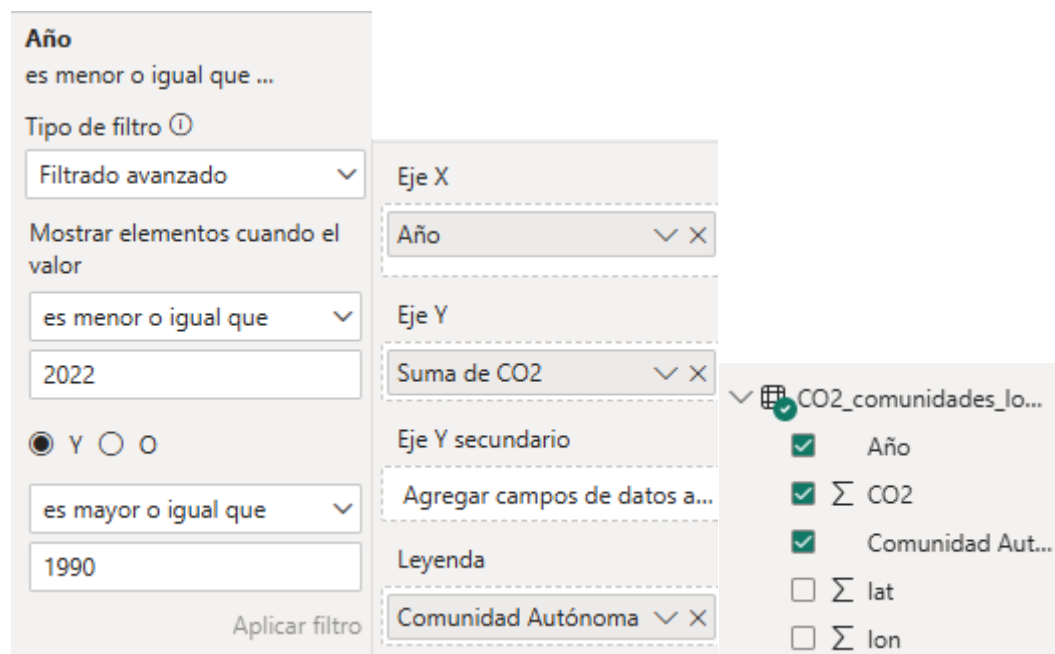 Año
es menor o igual que ...
Tipo de filtro
Filtrado avanzado
Mostrar elementos cuando el
valor
es menor o igual que
2022
Y O
es mayor o igual que
1990
Aplicar filtro
Eje X
Año
Eje Y
Suma de CO2
Eje Y secundario
Agregar campos de datos a...
Leyenda
Comunidad Autónoma
CO2_comunidades_lo...
Año
CO2
Comunidad Aut...
lat
lon